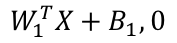 $W_1^T X + B_1, 0$